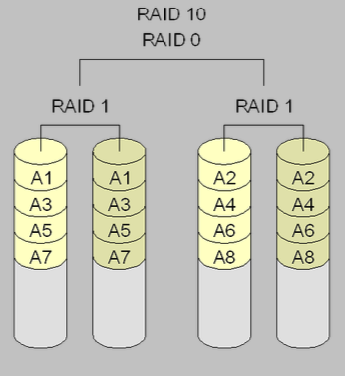 RAID 10
RAID 0
RAID 1 RAID 1
A1 A1 A2 A2
A3 A3 A4 A4
A5 A5 A6 A6
A7 A7 A8 A8